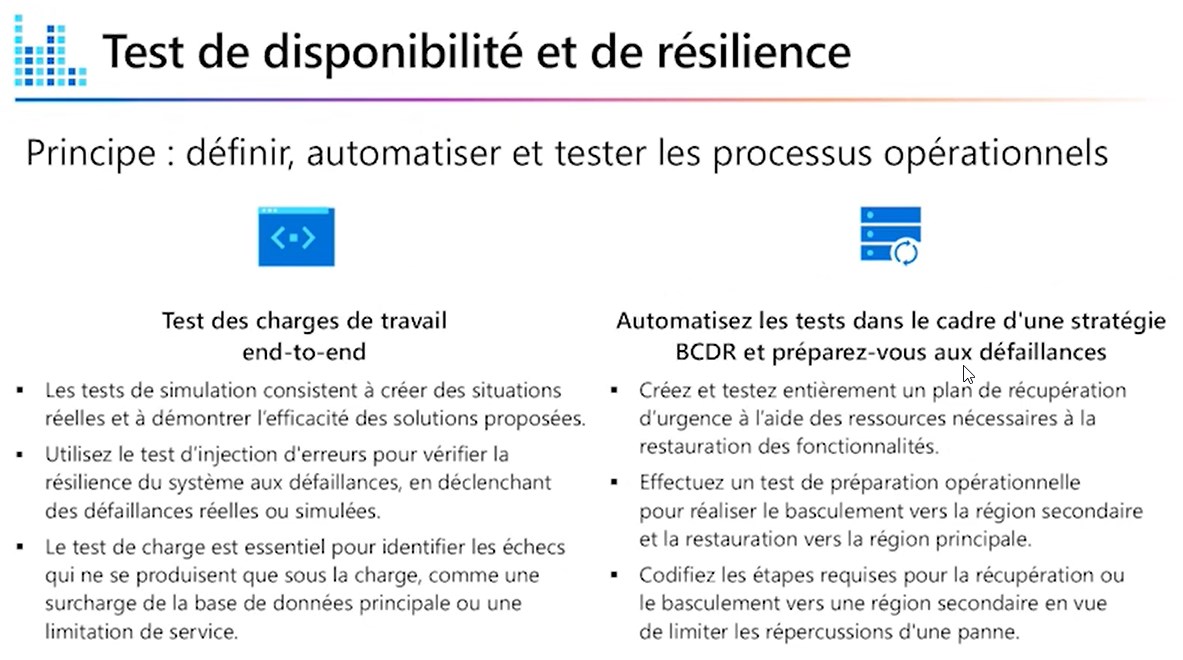 Test de disponibilité et de résilience
Principe : définir, automatiser et tester les processus opérationnels
Test des charges de travail
end-to-end
Les tests de simulation consistent à créer des situations
réelles et à démontrer l'efficacité des solutions proposées.
Utilisez le test d'injection d'erreurs pour vérifier la
résilience du système aux défaillances, en déclenchant
des défaillances réelles ou simulées.
Le test de charge est essentiel pour identifier les échecs
qui ne se produisent que sous la charge, comme une
surcharge de la base de données principale ou une
limitation de service.
Automatisez les tests dans le cadre d'une stratégie
BCDR et préparez-vous aux défaillances
Créez et testez entièrement un plan de récupération
d'urgence à l'aide des ressources nécessaires à la
restauration des fonctionnalités.
Effectuez un test de préparation opérationnelle
pour réaliser le basculement vers la région secondaire
et la restauration vers la région principale.
Codifiez les étapes requises pour la récupération ou
le basculement vers une région secondaire en vue
de limiter les répercussions d'une panne.